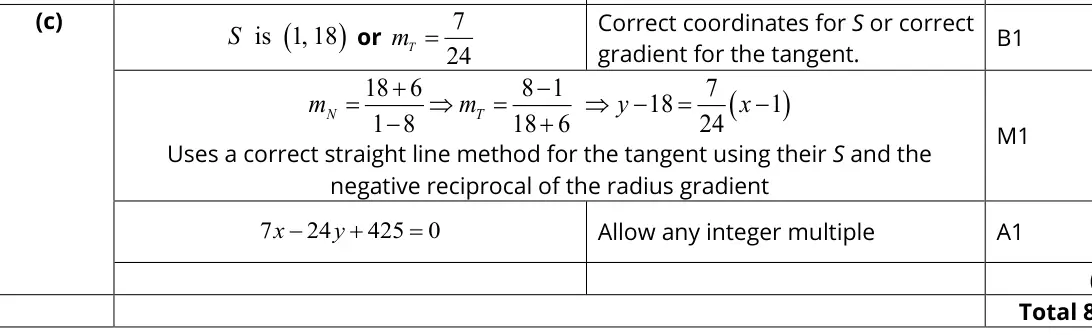 (c)
S is (1, 18) or m_T = 7/24
Correct coordinates for S or correct
gradient for the tangent.
B1
m_N = (18 + 6)/(1 − 8) ⇒ m_T = (8 − 1)/(18 + 6) ⇒ y − 18 = 7/24 (x − 1)
Uses a correct straight line method for the tangent using their S and the
negative reciprocal of the radius gradient
M1
7x − 24y + 425 = 0
Allow any integer multiple
A1
(
Total 8